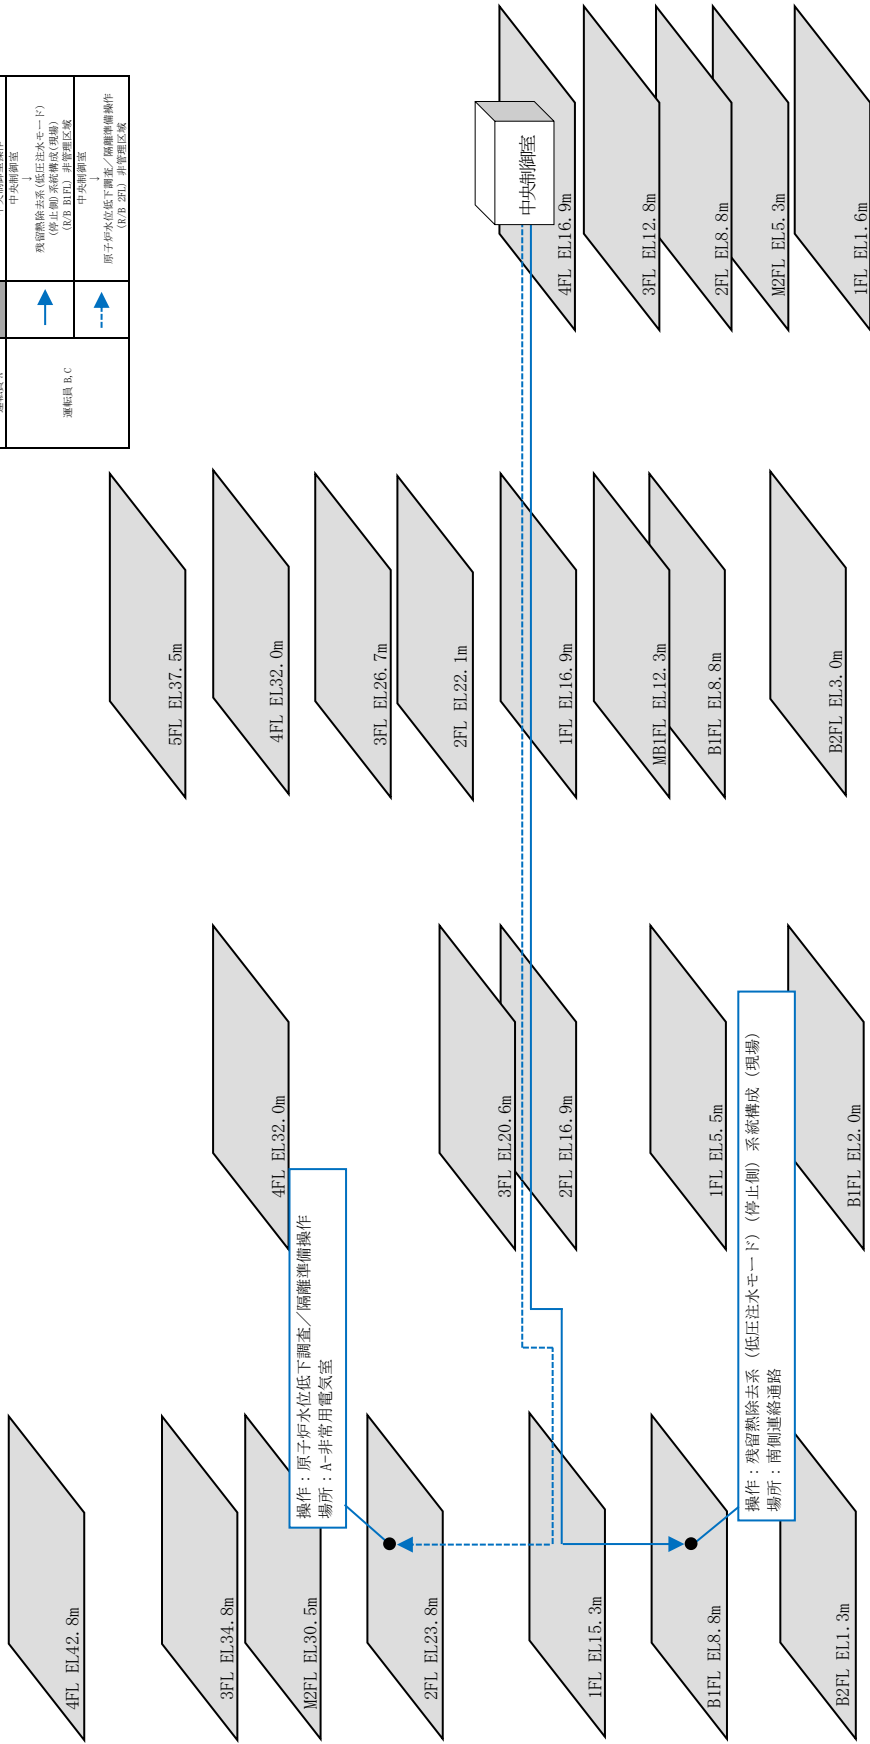 中央制御室
↓
残留熱除去系(低圧注水モード)
(停止側)系統構成(現場)
(R/B B1FL) 非管理区域
運転員 B,C
中央制御室
↓
原子炉水位低下調査／隔離準備操作
(R/B 2FL) 非管理区域
4FL EL42.8m
3FL EL34.8m
M2FL EL30.5m
2FL EL23.8m
1FL EL15.3m
B1FL EL8.8m
B2FL EL1.3m
操作：原子炉水位低下調査／隔離準備操作
場所：A-非常用電気室
操作：残留熱除去系（低圧注水モード）（停止側）系統構成（現場）
場所：南側連絡通路
4FL EL32.0m
3FL EL20.6m
2FL EL16.9m
1FL EL5.5m
B1FL EL2.0m
5FL EL37.5m
4FL EL32.0m
3FL EL26.7m
2FL EL22.1m
1FL EL16.9m
MB1FL EL12.3m
B1FL EL8.8m
B2FL EL3.0m
中央制御室
4FL EL16.9m
3FL EL12.8m
2FL EL8.8m
M2FL EL5.3m
1FL EL1.6m